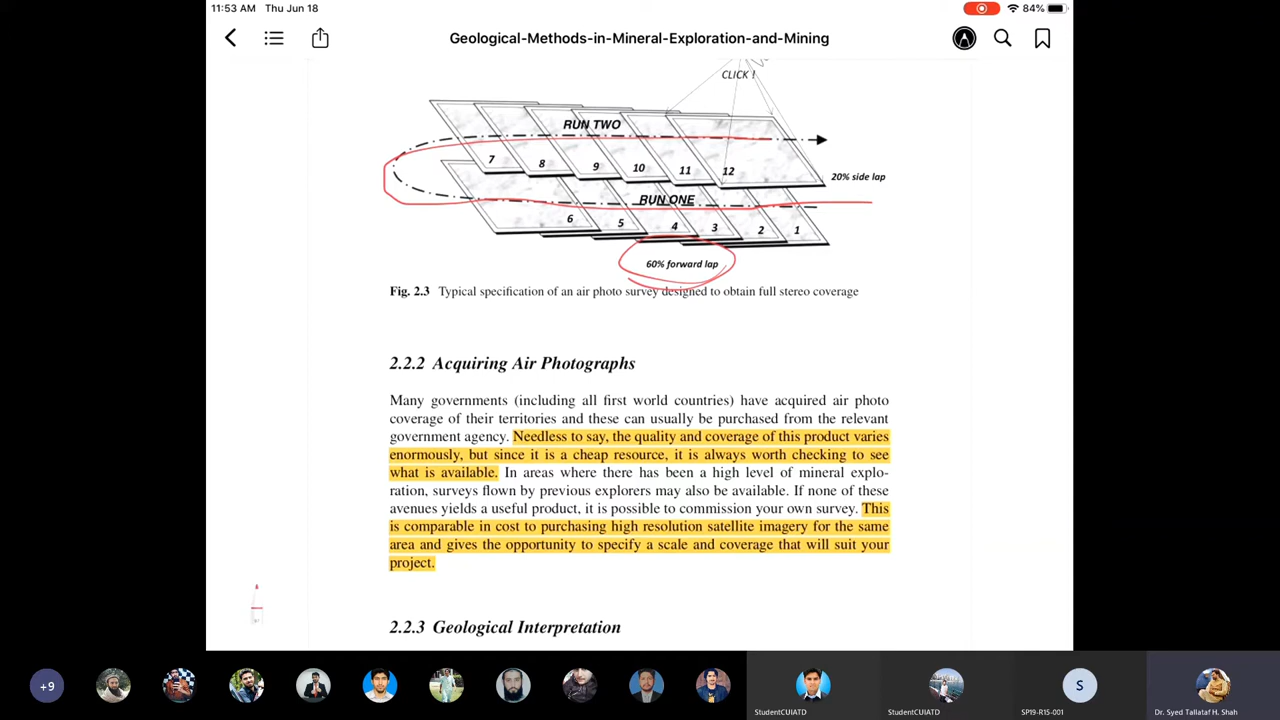 11:53 AM Thu Jun 18
84%
Geological-Methods-in-Mineral-Exploration-and-Mining
CLICK !
RUN TWO
7 8 9 10 11 12
20% side lap
RUN ONE
6 5 4 3 2 1
60% forward lap
Fig. 2.3 Typical specification of an air photo survey designed to obtain full stereo coverage
2.2.2 Acquiring Air Photographs
Many governments (including all first world countries) have acquired air photo
coverage of their territories and these can usually be purchased from the relevant
government agency. Needless to say, the quality and coverage of this product varies
enormously, but since it is a cheap resource, it is always worth checking to see
what is available. In areas where there has been a high level of mineral explo-
ration, surveys flown by previous explorers may also be available. If none of these
avenues yields a useful product, it is possible to commission your own survey. This
is comparable in cost to purchasing high resolution satellite imagery for the same
area and gives the opportunity to specify a scale and coverage that will suit your
project.
2.2.3 Geological Interpretation
+9
S
StudentCUIATD
StudentCUIATD
SP19-R15-001
Dr. Syed Tallataf H. Shah